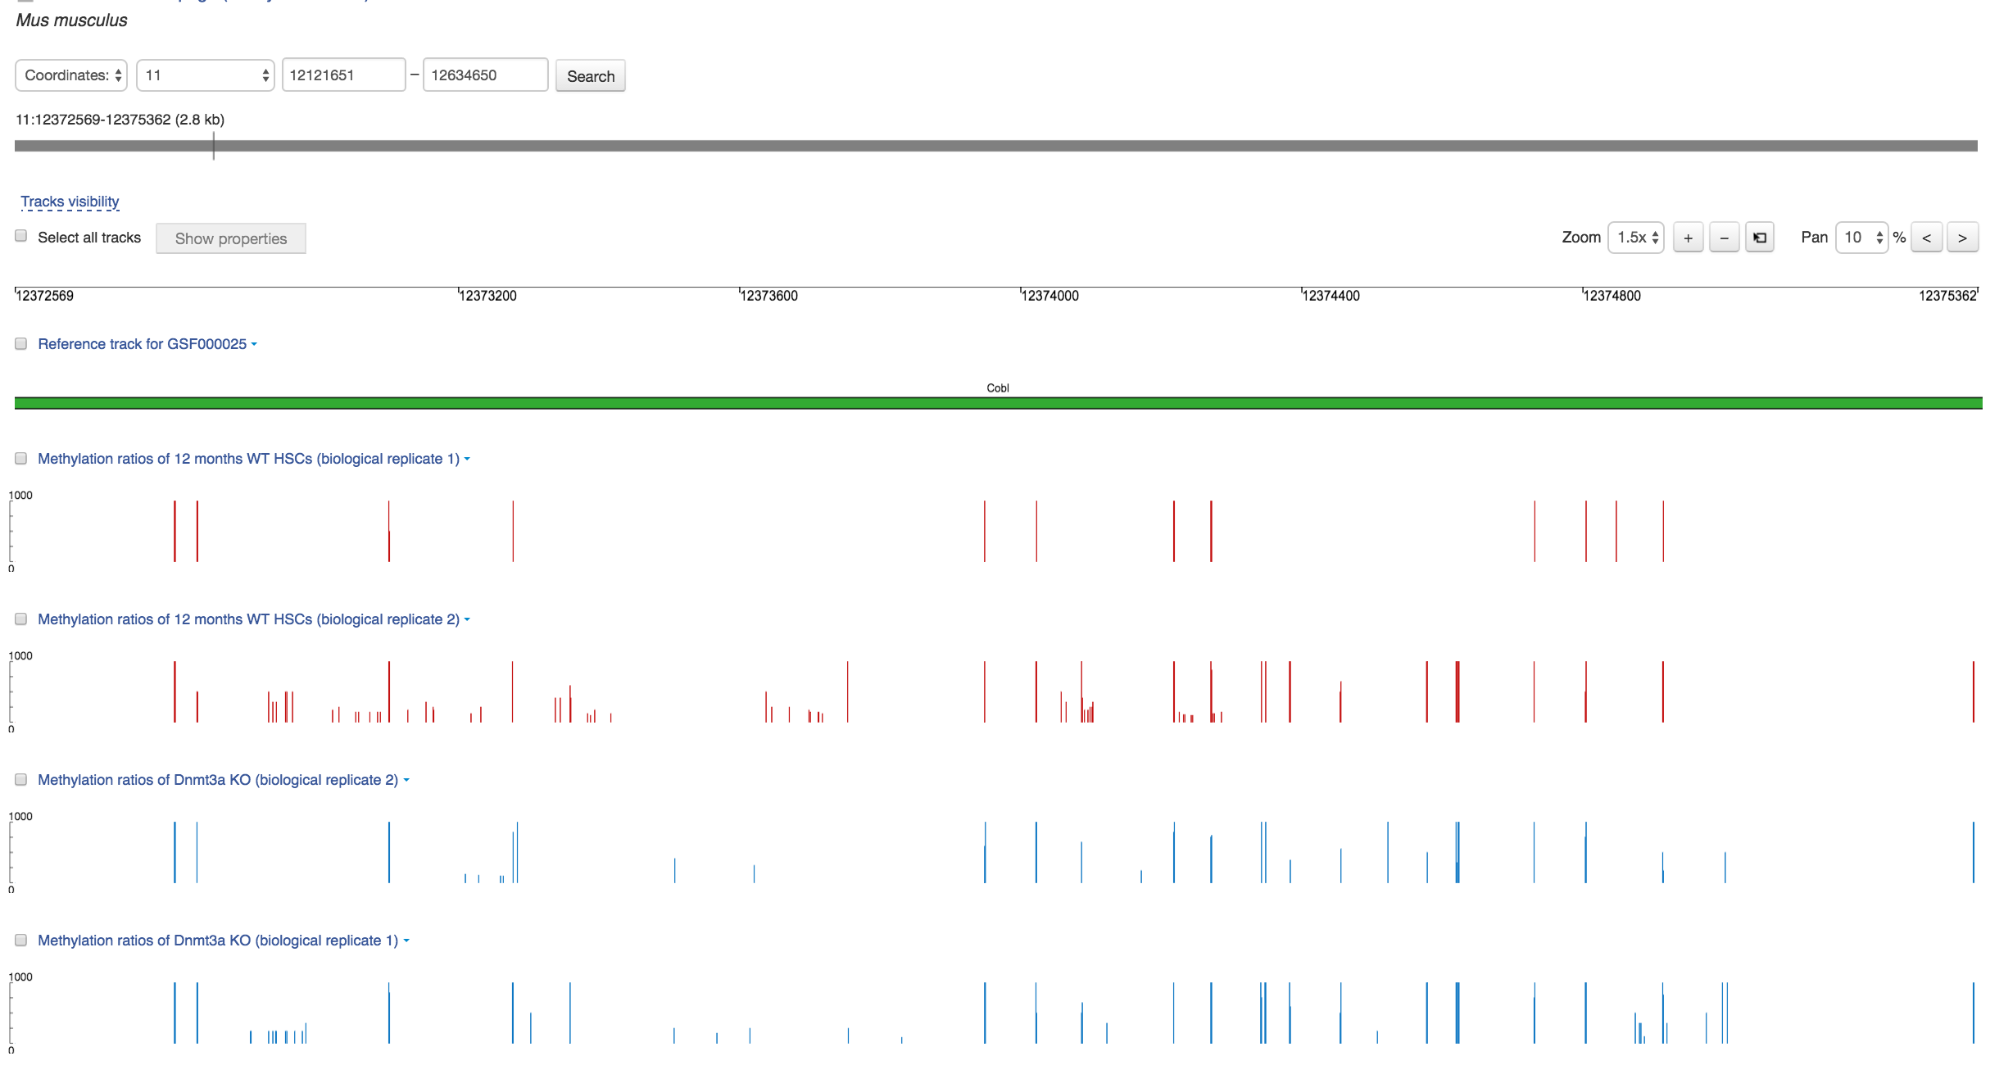 Mus musculus
Coordinates: 11 12121651 – 12634650 Search
11:12372569-12375362 (2.8 kb)
Tracks visibility
Select all tracks Show properties Zoom 1.5x + − Pan 10 % < >
12372569 12373200 12373600 12374000 12374400 12374800 12375362
Reference track for GSF000025
Cobl
Methylation ratios of 12 months WT HSCs (biological replicate 1)
1000
0
Methylation ratios of 12 months WT HSCs (biological replicate 2)
1000
0
Methylation ratios of Dnmt3a KO (biological replicate 2)
1000
0
Methylation ratios of Dnmt3a KO (biological replicate 1)
1000
0